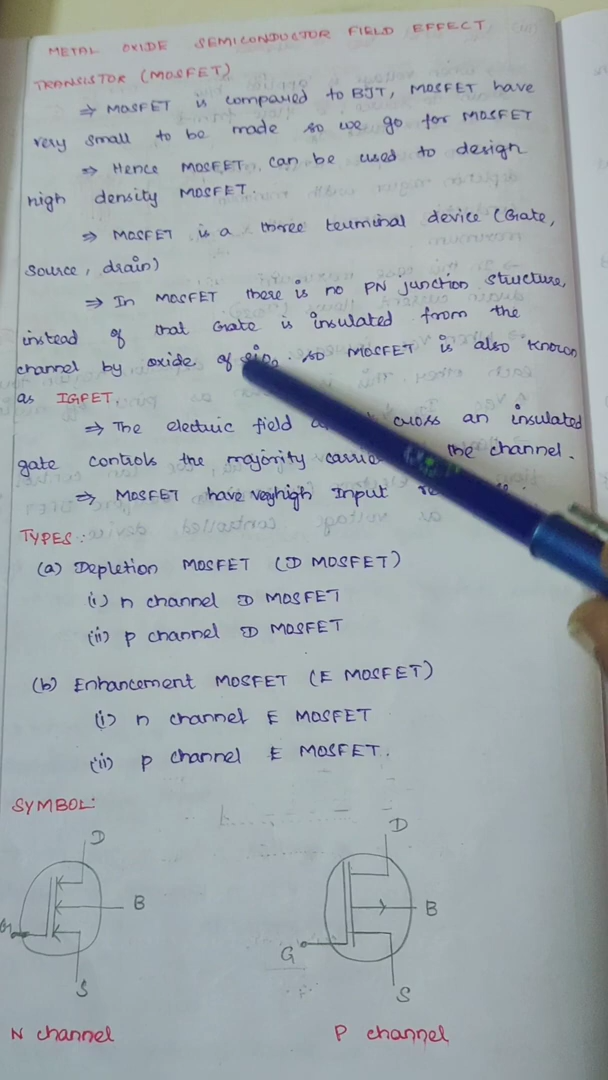 METAL OXIDE SEMICONDUCTOR FIELD EFFECT
TRANSISTOR (MOSFET)
⇒ MOSFET is compared to BJT, MOSFET have
very small to be made so we go for MOSFET
⇒ Hence MOSFET can be used to design
high density MOSFET.
⇒ MOSFET is a three terminal device (Gate,
Source, drain)
⇒ In MOSFET there is no PN junction structure,
instead of that Gate is insulated from the
channel by oxide of so MOSFET is also known
as IGFET.
⇒ The electric field cross an insulated
gate controls the majority the channel.
⇒ MOSFET have veryhigh Input
TYPES:
(a) Depletion MOSFET (D MOSFET)
(i) n channel D MOSFET
(ii) p channel D MOSFET
(b) Enhancement MOSFET (E MOSFET)
(i) n channel E MOSFET
(ii) p channel E MOSFET.
SYMBOL:
D D
B B
G
S S
N channel P channel